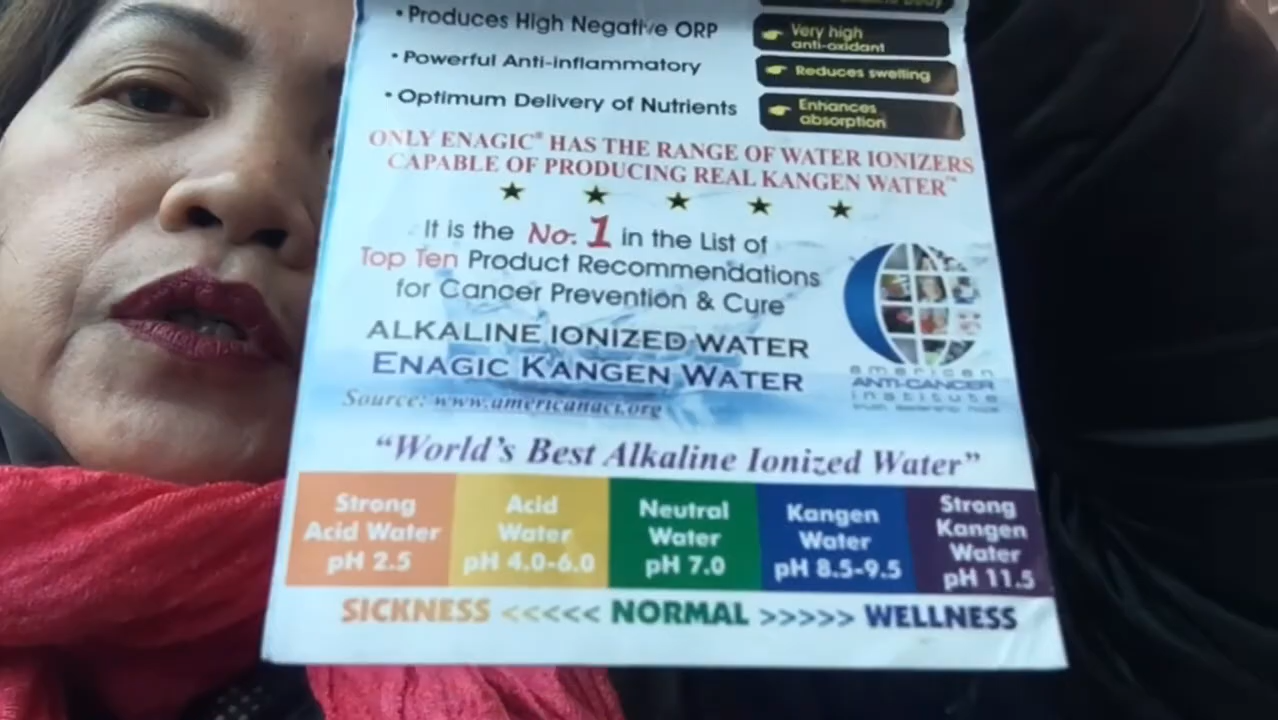 • Produces High Negative ORP
Very high
anti-oxidant
• Powerful Anti-inflammatory
Reduces swelling
• Optimum Delivery of Nutrients
Enhances
absorption
ONLY ENAGIC® HAS THE RANGE OF WATER IONIZERS
CAPABLE OF PRODUCING REAL KANGEN WATER™
It is the No. 1 in the List of
Top Ten Product Recommendations
for Cancer Prevention & Cure
ALKALINE IONIZED WATER
ENAGIC KANGEN WATER
Source: www.americanaci.org
american
ANTI-CANCER
institute
“World’s Best Alkaline Ionized Water”
Strong
Acid Water
pH 2.5
Acid
Water
pH 4.0-6.0
Neutral
Water
pH 7.0
Kangen
Water
pH 8.5-9.5
Strong
Kangen
Water
pH 11.5
SICKNESS <<<<< NORMAL >>>>> WELLNESS